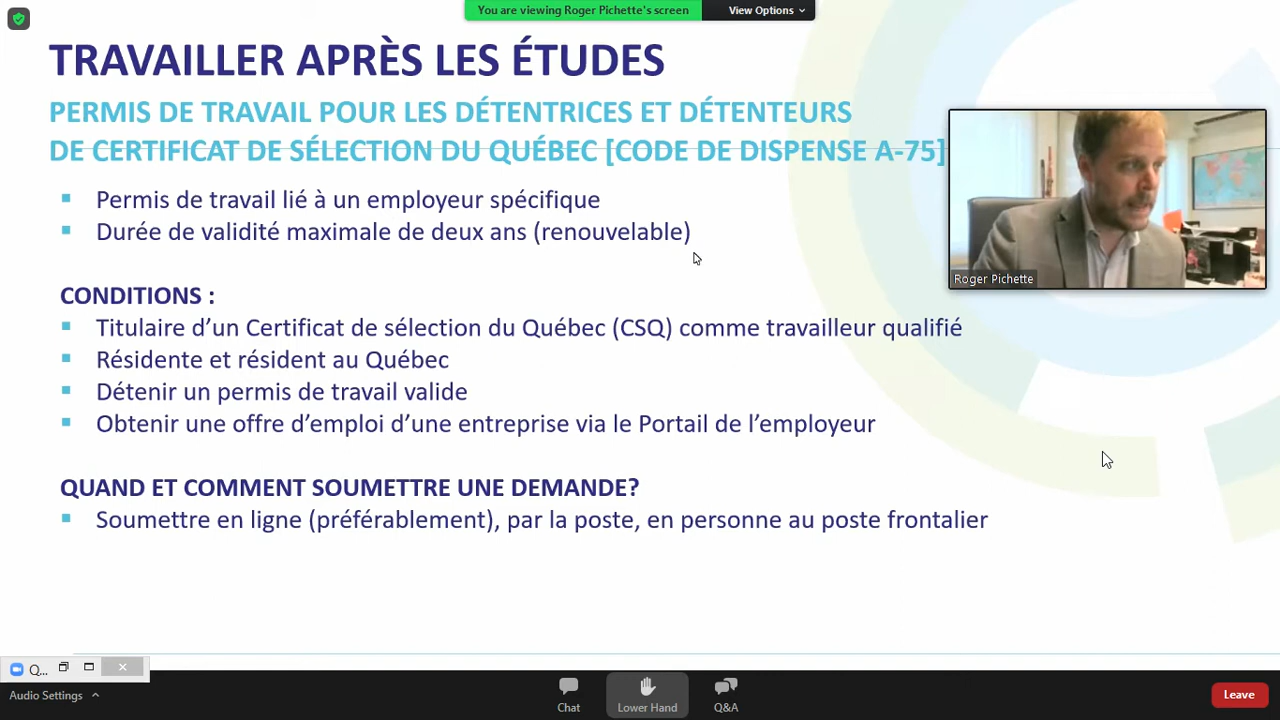 You are viewing Roger Pichette's screen
View Options
TRAVAILLER APRÈS LES ÉTUDES
PERMIS DE TRAVAIL POUR LES DÉTENTRICES ET DÉTENTEURS
DE CERTIFICAT DE SÉLECTION DU QUÉBEC [CODE DE DISPENSE A-75]
Permis de travail lié à un employeur spécifique
Durée de validité maximale de deux ans (renouvelable)
Roger Pichette
CONDITIONS :
Titulaire d'un Certificat de sélection du Québec (CSQ) comme travailleur qualifié
Résidente et résident au Québec
Détenir un permis de travail valide
Obtenir une offre d'emploi d'une entreprise via le Portail de l'employeur
QUAND ET COMMENT SOUMETTRE UNE DEMANDE?
Soumettre en ligne (préférablement), par la poste, en personne au poste frontalier
Q...
Audio Settings
Chat
Lower Hand
Q&A
Leave